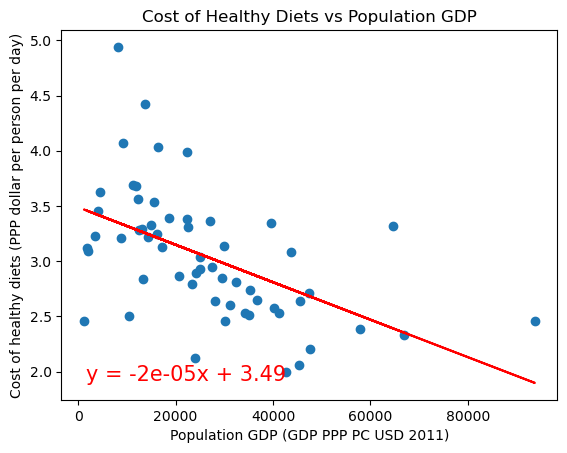 Cost of Healthy Diets vs Population GDP
Cost of healthy diets (PPP dollar per person per day)
5.0
4.5
4.0
3.5
3.0
2.5
2.0
y = -2e-05x + 3.49
0 20000 40000 60000 80000
Population GDP (GDP PPP PC USD 2011)